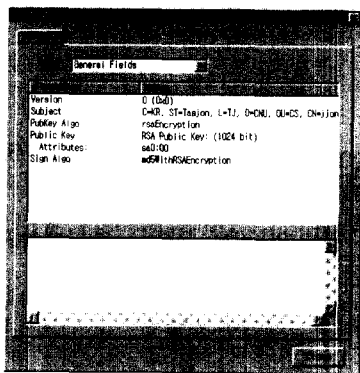 General Fields
Version 0 (0x0)
Subject C=KR, ST=Taejon, L=TJ, O=CNU, OU=CS, CN=jjon
PubKey Algo rsaEncryption
Public Key RSA Public Key: (1024 bit)
Attributes: a0:00
Sign Algo md5WithRSAEncryption